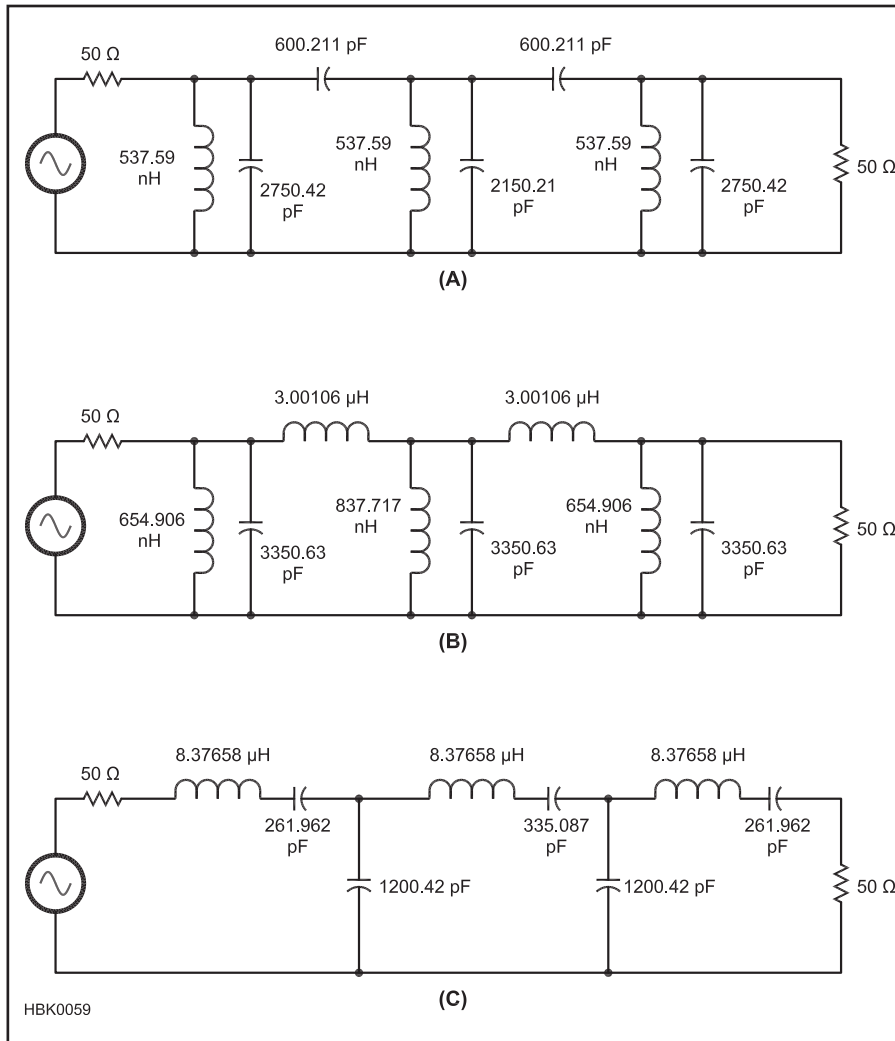 600.211 pF
600.211 pF
50 Ω
537.59
nH
2750.42
pF
537.59
nH
2150.21
pF
537.59
nH
2750.42
pF
50 Ω
(A)
3.00106 µH
3.00106 µH
50 Ω
654.906
nH
3350.63
pF
837.717
nH
3350.63
pF
654.906
nH
3350.63
pF
50 Ω
(B)
8.37658 µH
8.37658 µH
8.37658 µH
50 Ω
261.962
pF
335.087
pF
261.962
pF
1200.42 pF
1200.42 pF
50 Ω
(C)
HBK0059